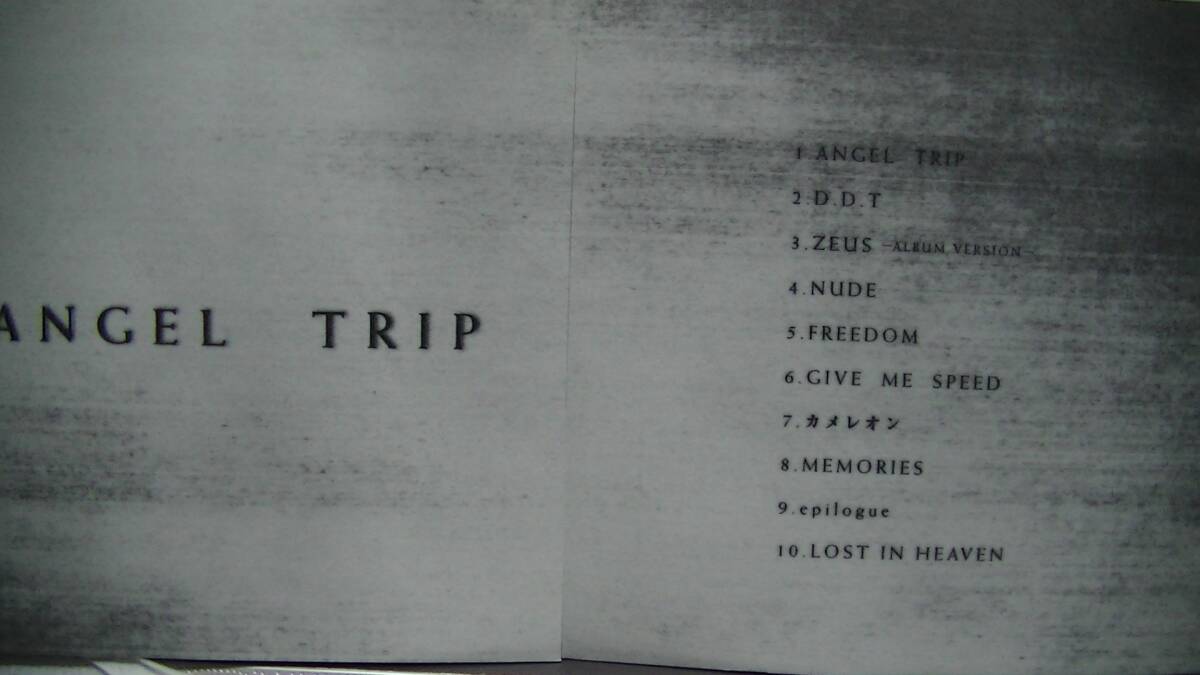 ANGEL TRIP
1.ANGEL TRIP
2.D.D.T
3.ZEUS —ALBUM VERSION—
4.NUDE
5.FREEDOM
6.GIVE ME SPEED
7.カメレオン
8.MEMORIES
9.epilogue
10.LOST IN HEAVEN